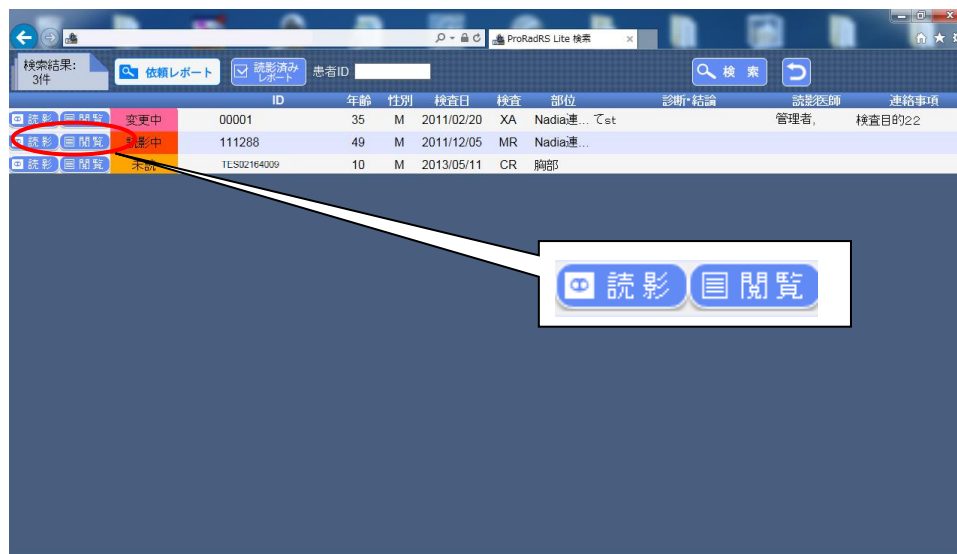 ProRadRS Lite 検索
検索結果:
3件
依頼レポート
読影済み
レポート
患者ID
検 索
ID 年齢 性別 検査日 検査 部位 診断・結論 読影医師 連絡事項
読影 閲覧 変更中 00001 35 M 2011/02/20 XA Nadia連... てst 管理者, 検査目的22
読影 閲覧 読影中 111288 49 M 2011/12/05 MR Nadia連...
読影 閲覧 未読 TES02164009 10 M 2013/05/11 CR 胸部
読影 閲覧